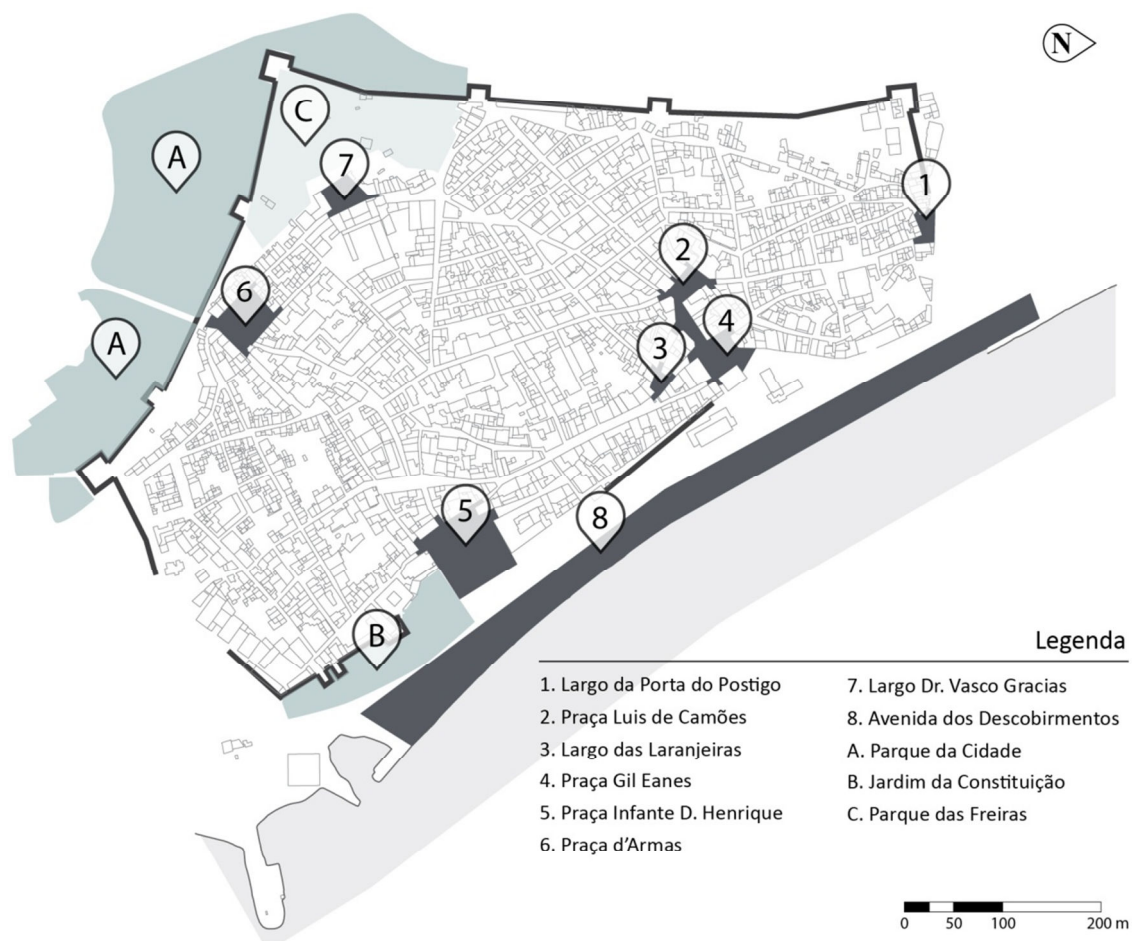 N
A
C
7
1
2
6
4
3
A
5
8
B
Legenda
1. Largo da Porta do Postigo
2. Praça Luis de Camões
3. Largo das Laranjeiras
4. Praça Gil Eanes
5. Praça Infante D. Henrique
6. Praça d’Armas
7. Largo Dr. Vasco Gracias
8. Avenida dos Descobirmentos
A. Parque da Cidade
B. Jardim da Constituição
C. Parque das Freiras
0 50 100 200 m